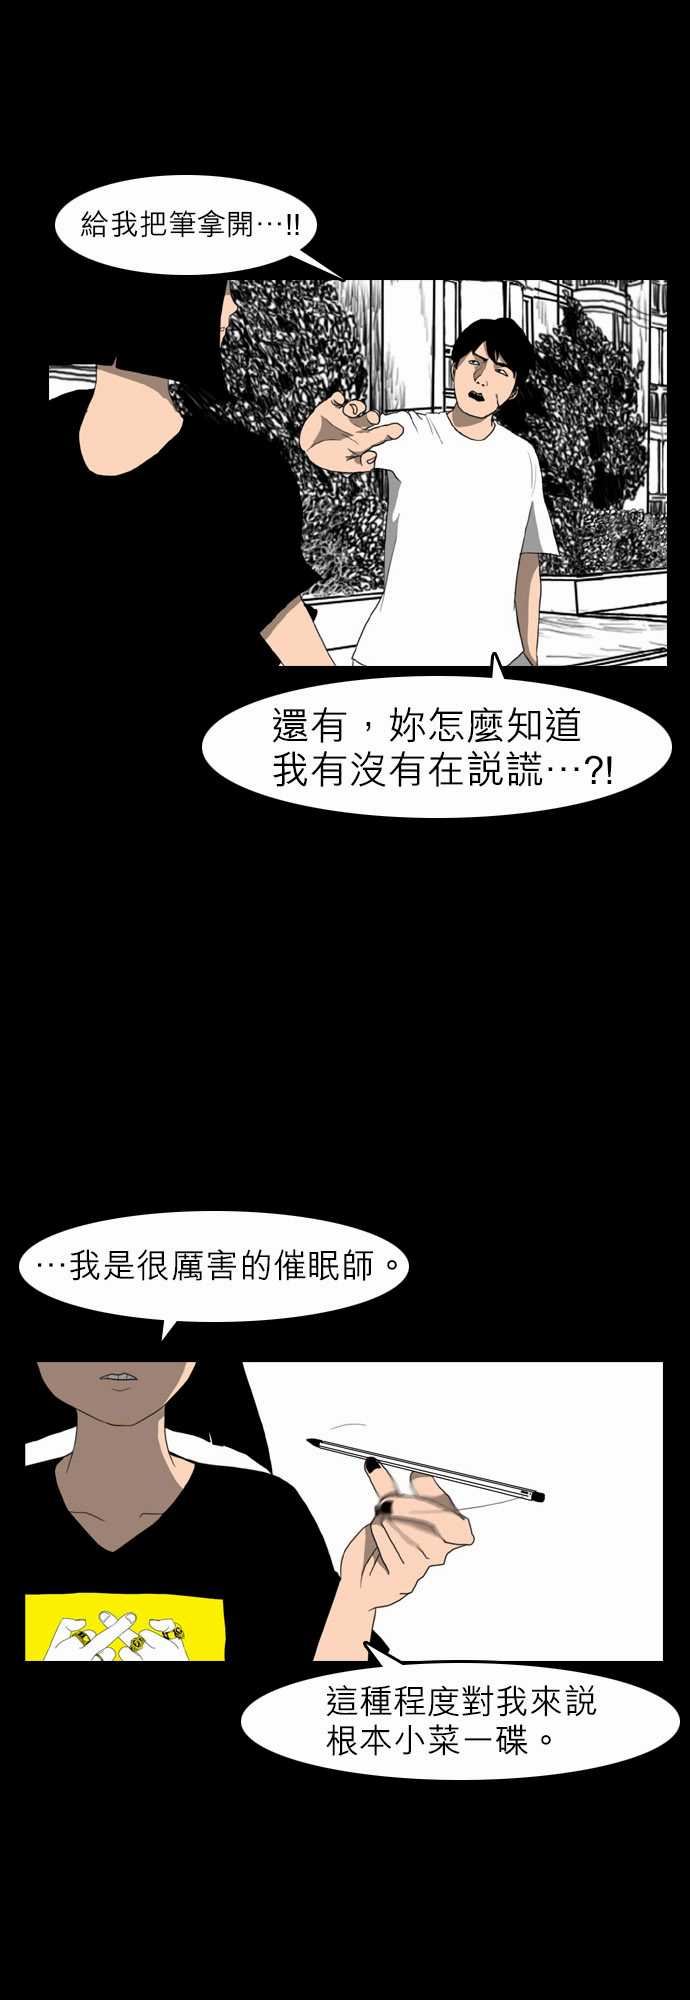 給我把筆拿開…!!
還有，妳怎麼知道
我有沒有在説謊…?!
…我是很厲害的催眠師。
這種程度對我來説
根本小菜一碟。